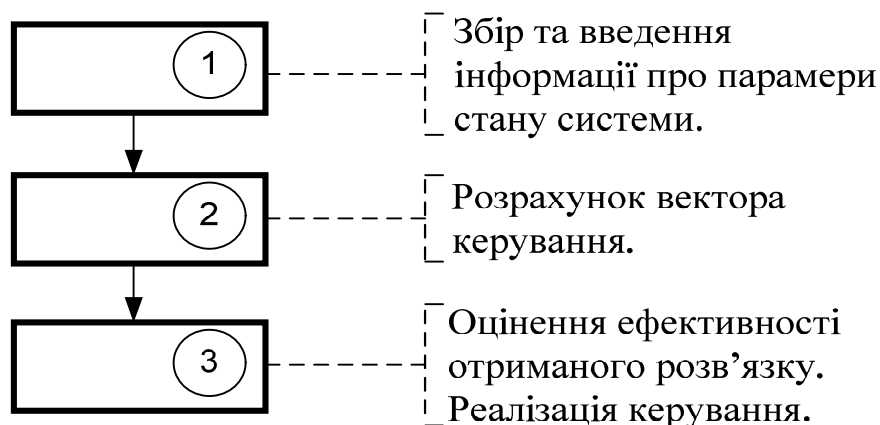 1
Збір та введення
інформації про парамери
стану системи.
2
Розрахунок вектора
керування.
3
Оцінення ефективності
отриманого розв’язку.
Реалізація керування.